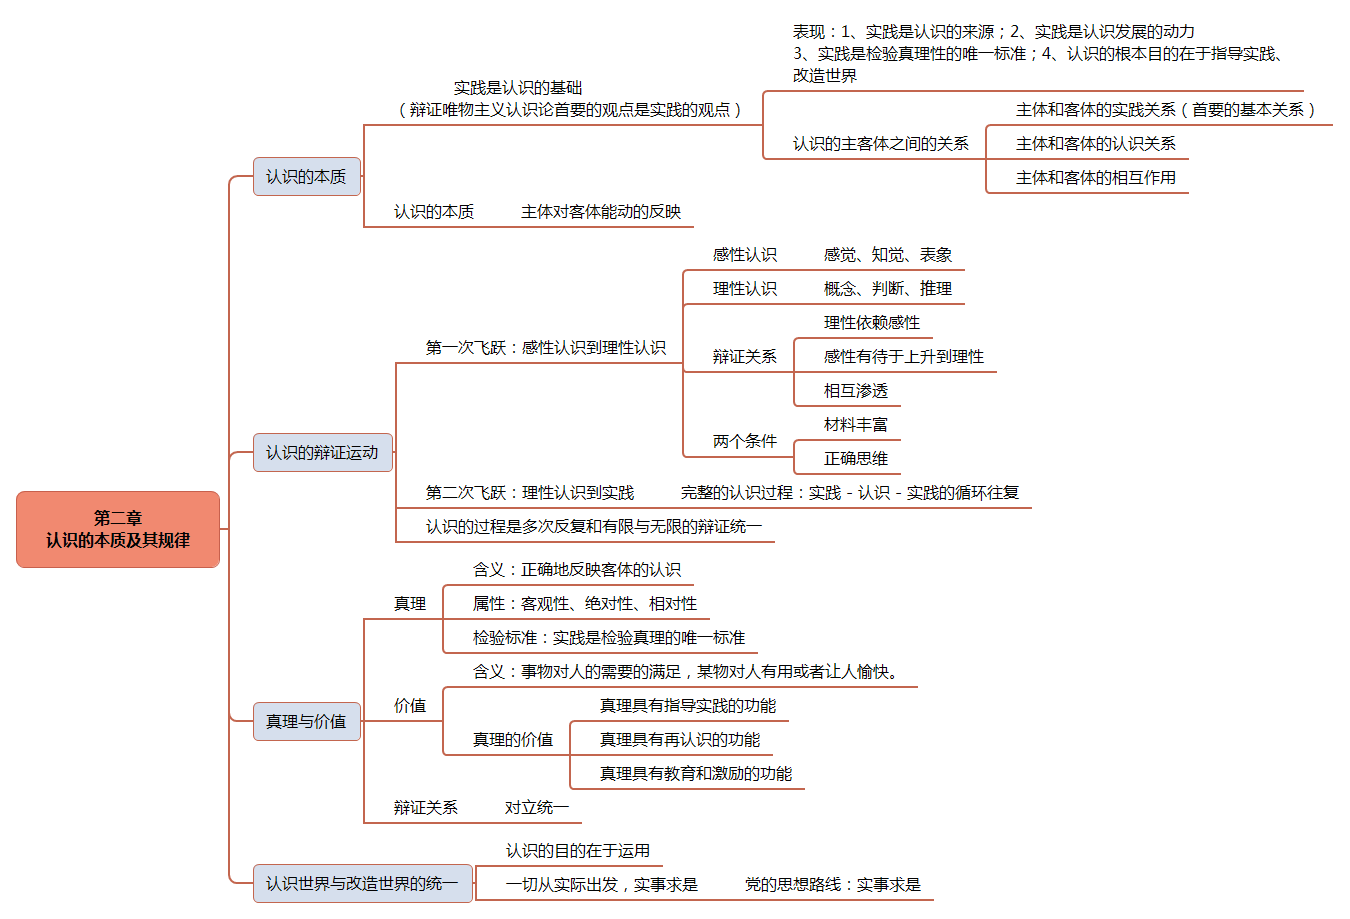 第二章
认识的本质及其规律
认识的本质
实践是认识的基础
（辩证唯物主义认识论首要的观点是实践的观点）
表现：1、实践是认识的来源；2、实践是认识发展的动力
3、实践是检验真理性的唯一标准；4、认识的根本目的在于指导实践、
改造世界
认识的主客体之间的关系
主体和客体的实践关系（首要的基本关系）
主体和客体的认识关系
主体和客体的相互作用
认识的本质
主体对客体能动的反映
认识的辩证运动
第一次飞跃：感性认识到理性认识
感性认识
感觉、知觉、表象
理性认识
概念、判断、推理
辩证关系
理性依赖感性
感性有待于上升到理性
相互渗透
两个条件
材料丰富
正确思维
第二次飞跃：理性认识到实践
完整的认识过程：实践－认识－实践的循环往复
认识的过程是多次反复和有限与无限的辩证统一
真理与价值
真理
含义：正确地反映客体的认识
属性：客观性、绝对性、相对性
检验标准：实践是检验真理的唯一标准
价值
含义：事物对人的需要的满足，某物对人有用或者让人愉快。
真理的价值
真理具有指导实践的功能
真理具有再认识的功能
真理具有教育和激励的功能
辩证关系
对立统一
认识世界与改造世界的统一
认识的目的在于运用
一切从实际出发，实事求是
党的思想路线：实事求是